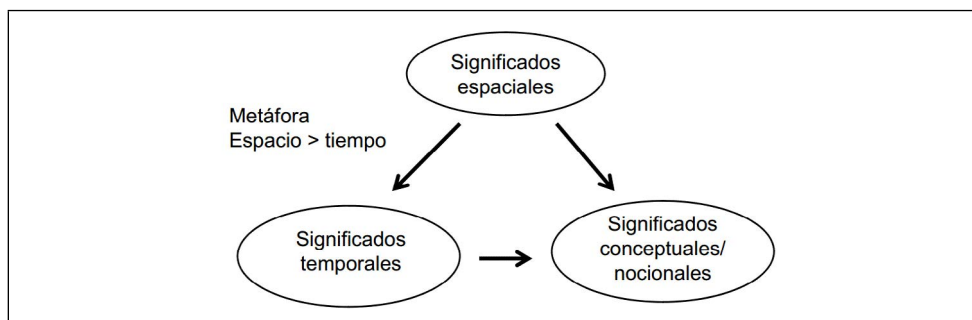 Significados
espaciales
Metáfora
Espacio > tiempo
Significados
temporales
Significados
conceptuales/
nocionales